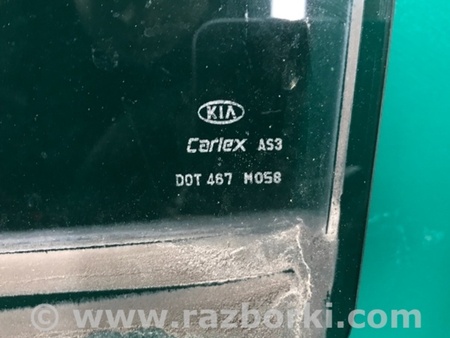 KIA
Carlex AS3
DOT 467 M058
© www.razborki.com